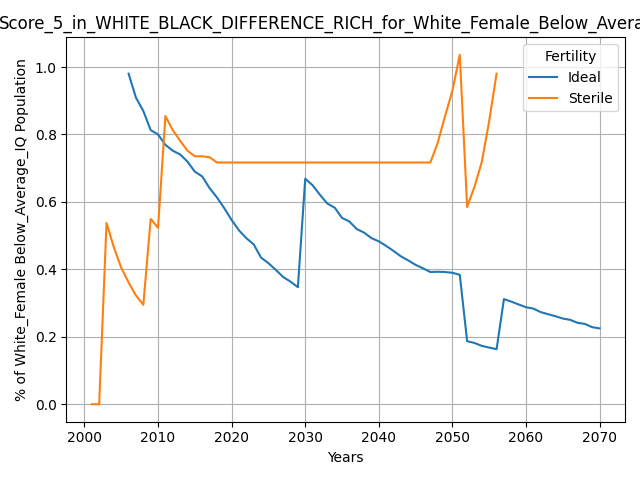 Score_5_in_WHITE_BLACK_DIFFERENCE_RICH_for_White_Female_Below_Avera
% of White_Female Below_Average_IQ Population
1.0
0.8
0.6
0.4
0.2
0.0
Fertility
Ideal
Sterile
2000 2010 2020 2030 2040 2050 2060 2070
Years